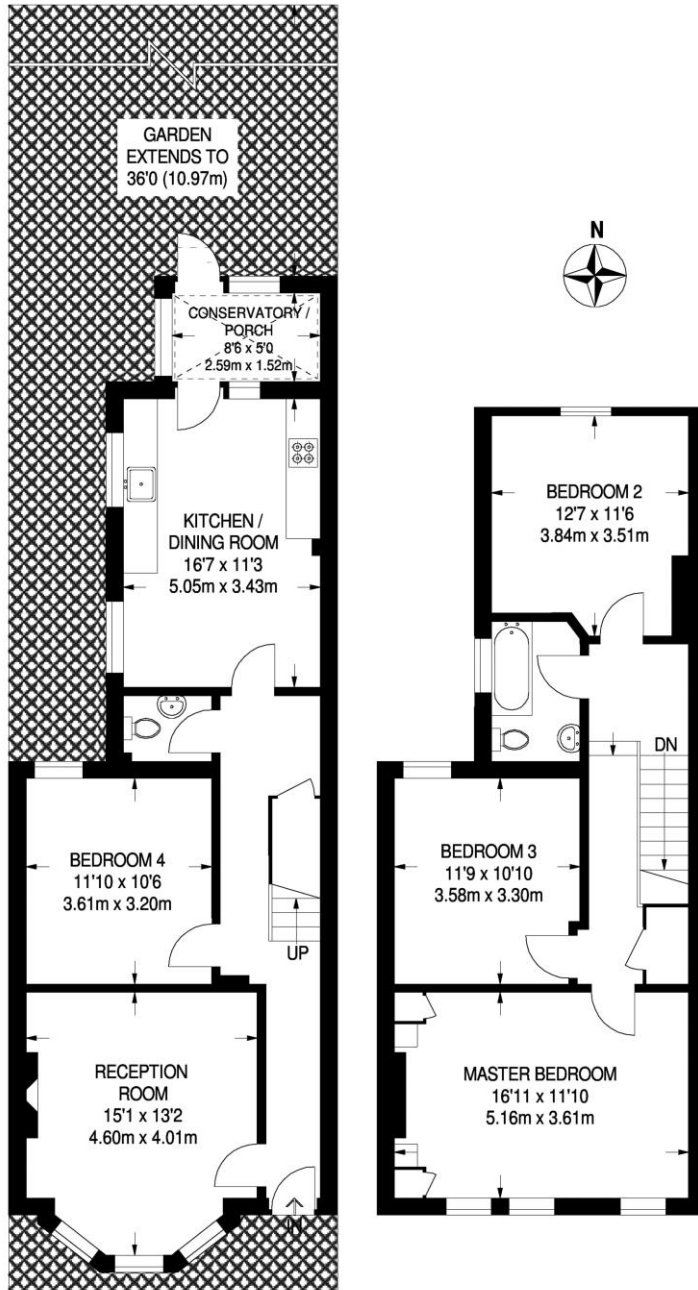 GARDEN
EXTENDS TO
36'0 (10.97m)
N
CONSERVATORY /
PORCH
8'6 x 5'0
2.59m x 1.52m
KITCHEN /
DINING ROOM
16'7 x 11'3
5.05m x 3.43m
BEDROOM 2
12'7 x 11'6
3.84m x 3.51m
DN
BEDROOM 4
11'10 x 10'6
3.61m x 3.20m
UP
BEDROOM 3
11'9 x 10'10
3.58m x 3.30m
RECEPTION
ROOM
15'1 x 13'2
4.60m x 4.01m
IN
MASTER BEDROOM
16'11 x 11'10
5.16m x 3.61m